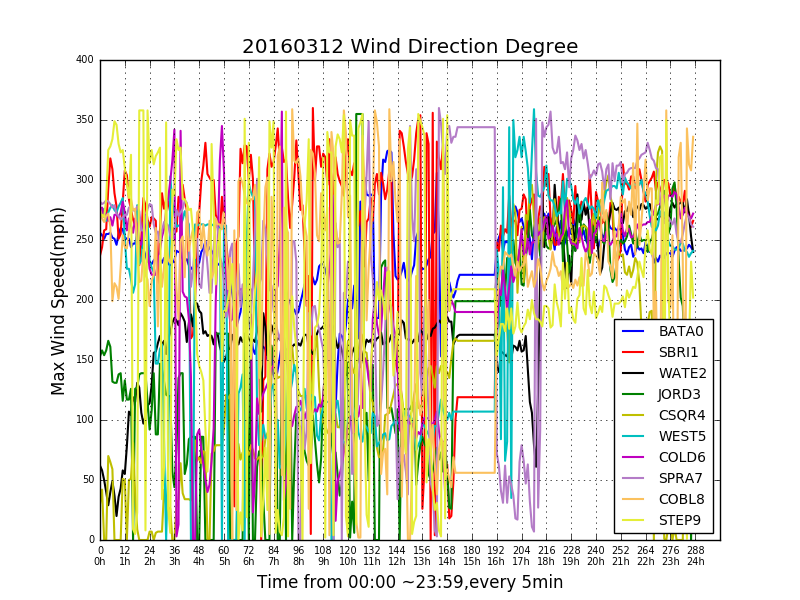 20160312 Wind Direction Degree
400
350
300
250
200
150
100
50
0
Max Wind Speed(mph)
BATA0
SBRI1
WATE2
JORD3
CSQR4
WEST5
COLD6
SPRA7
COBL8
STEP9
0 12 24 36 48 60 72 84 96 108 120 132 144 156 168 180 192 204 216 228 240 252 264 276 288
0h 1h 2h 3h 4h 5h 6h 7h 8h 9h 10h 11h 12h 13h 14h 15h 16h 17h 18h 19h 20h 21h 22h 23h 24h
Time from 00:00 ~23:59,every 5min